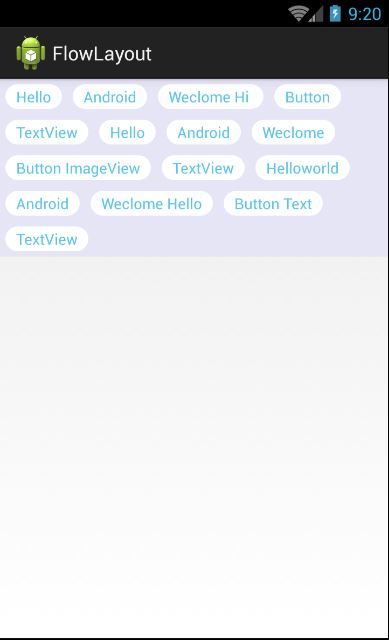 9:20
FlowLayout
Hello Android Weclome Hi Button
TextView Hello Android Weclome
Button ImageView TextView Helloworld
Android Weclome Hello Button Text
TextView